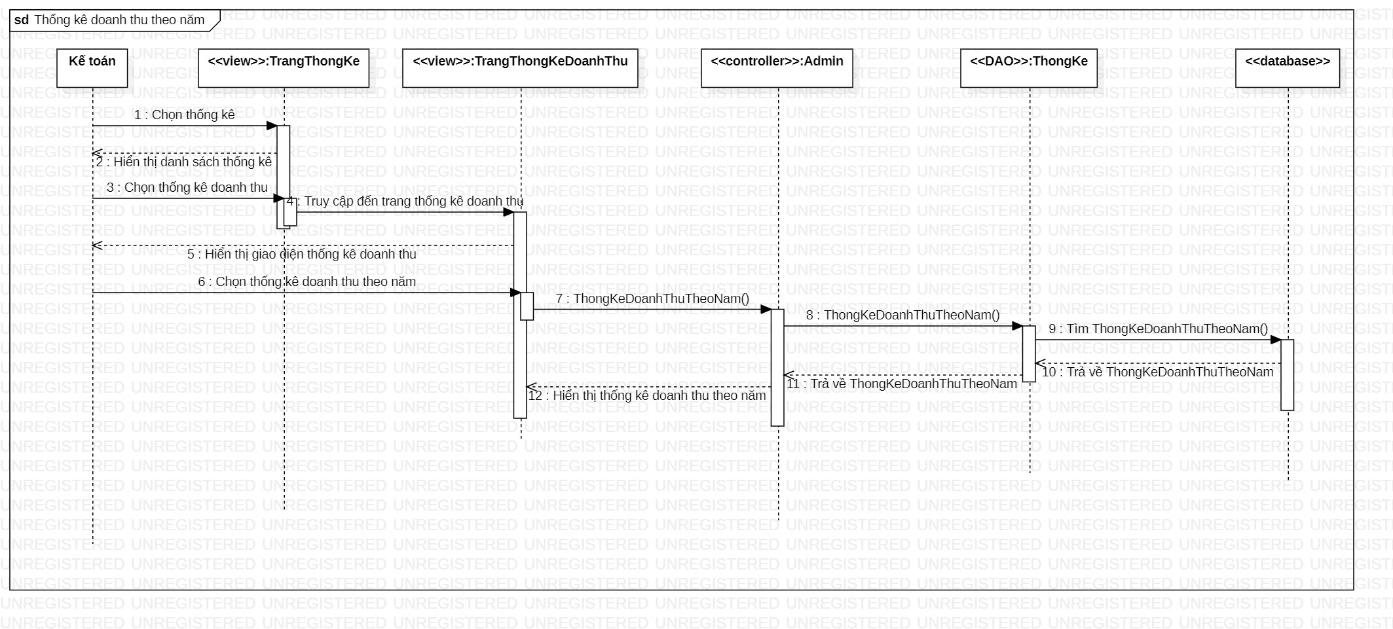 sd Thống kê doanh thu theo năm
Kế toán
<<view>>:TrangThongKe
<<view>>:TrangThongKeDoanhThu
<<controller>>:Admin
<<DAO>>:ThongKe
<<database>>
1 : Chọn thống kê
2 : Hiển thị danh sách thống kê
3 : Chọn thống kê doanh thu
4 : Truy cập đến trang thống kê doanh thu
5 : Hiển thị giao diện thống kê doanh thu
6 : Chọn thống kê doanh thu theo năm
7 : ThongKeDoanhThuTheoNam()
8 : ThongKeDoanhThuTheoNam()
9 : Tìm ThongKeDoanhThuTheoNam()
10 : Trả về ThongKeDoanhThuTheoNam
11 : Trả về ThongKeDoanhThuTheoNam
12 : Hiển thị thống kê doanh thu theo năm
UNREGISTERED